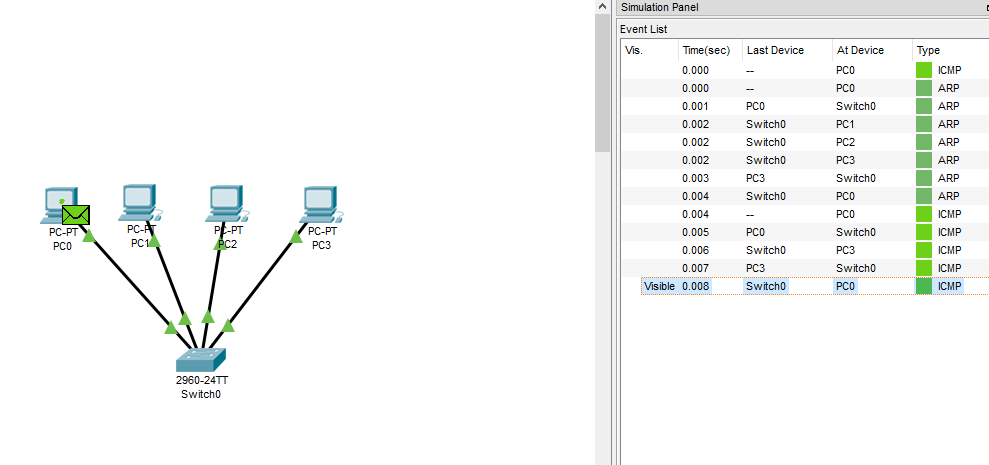 Simulation Panel
Event List
Vis. Time(sec) Last Device At Device Type
0.000 -- PC0 ICMP
0.000 -- PC0 ARP
0.001 PC0 Switch0 ARP
0.002 Switch0 PC1 ARP
0.002 Switch0 PC2 ARP
0.002 Switch0 PC3 ARP
0.003 PC3 Switch0 ARP
0.004 Switch0 PC0 ARP
0.004 -- PC0 ICMP
0.005 PC0 Switch0 ICMP
0.006 Switch0 PC3 ICMP
0.007 PC3 Switch0 ICMP
Visible 0.008 Switch0 PC0 ICMP
PC-PT
PC0
PC-PT
PC1
PC-PT
PC2
PC-PT
PC3
2960-24TT
Switch0